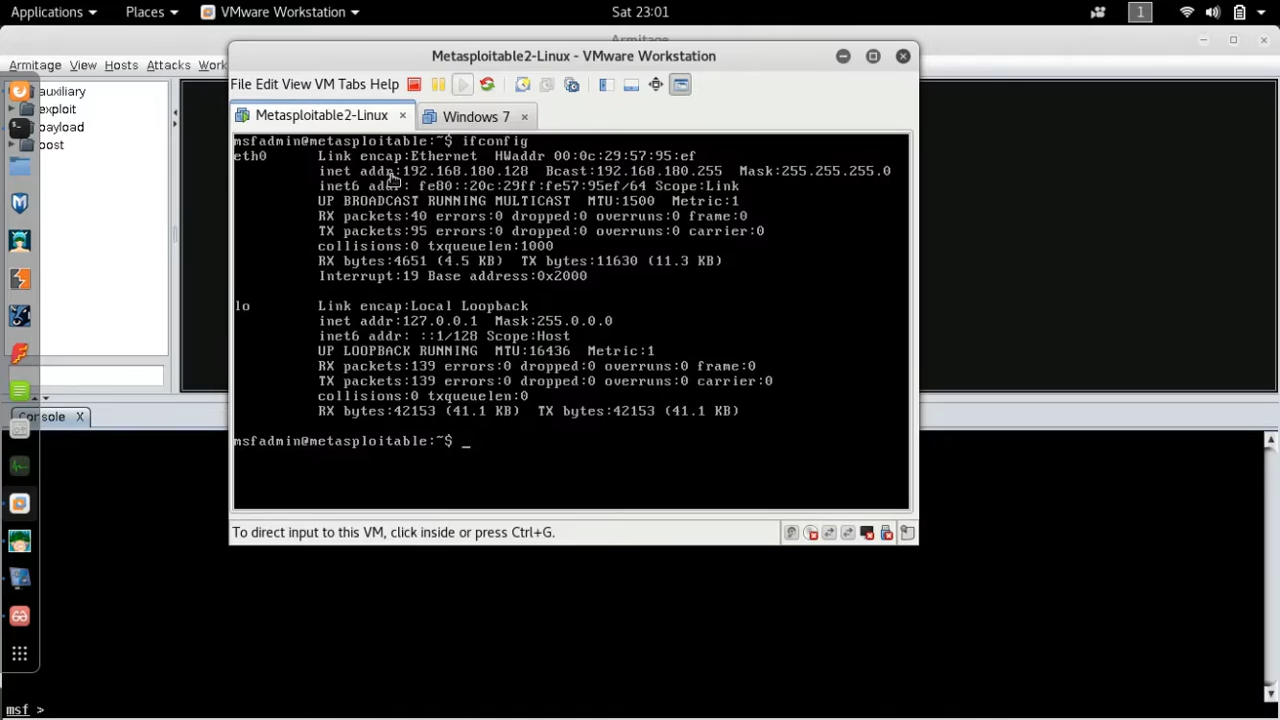 Applications Places VMware Workstation Sat 23:01 1
Armitage
Armitage View Hosts Attacks Work
auxiliary
exploit
payload
post
Metasploitable2-Linux - VMware Workstation
File Edit View VM Tabs Help
Metasploitable2-Linux × Windows 7 ×
msfadmin@metasploitable:~$ ifconfig
eth0 Link encap:Ethernet HWaddr 00:0c:29:57:95:ef
inet addr:192.168.180.128 Bcast:192.168.180.255 Mask:255.255.255.0
inet6 addr: fe80::20c:29ff:fe57:95ef/64 Scope:Link
UP BROADCAST RUNNING MULTICAST MTU:1500 Metric:1
RX packets:40 errors:0 dropped:0 overruns:0 frame:0
TX packets:95 errors:0 dropped:0 overruns:0 carrier:0
collisions:0 txqueuelen:1000
RX bytes:4651 (4.5 KB) TX bytes:11630 (11.3 KB)
Interrupt:19 Base address:0x2000
lo Link encap:Local Loopback
inet addr:127.0.0.1 Mask:255.0.0.0
inet6 addr: ::1/128 Scope:Host
UP LOOPBACK RUNNING MTU:16436 Metric:1
RX packets:139 errors:0 dropped:0 overruns:0 frame:0
TX packets:139 errors:0 dropped:0 overruns:0 carrier:0
collisions:0 txqueuelen:0
RX bytes:42153 (41.1 KB) TX bytes:42153 (41.1 KB)
msfadmin@metasploitable:~$ _
To direct input to this VM, click inside or press Ctrl+G.
Console X
msf >